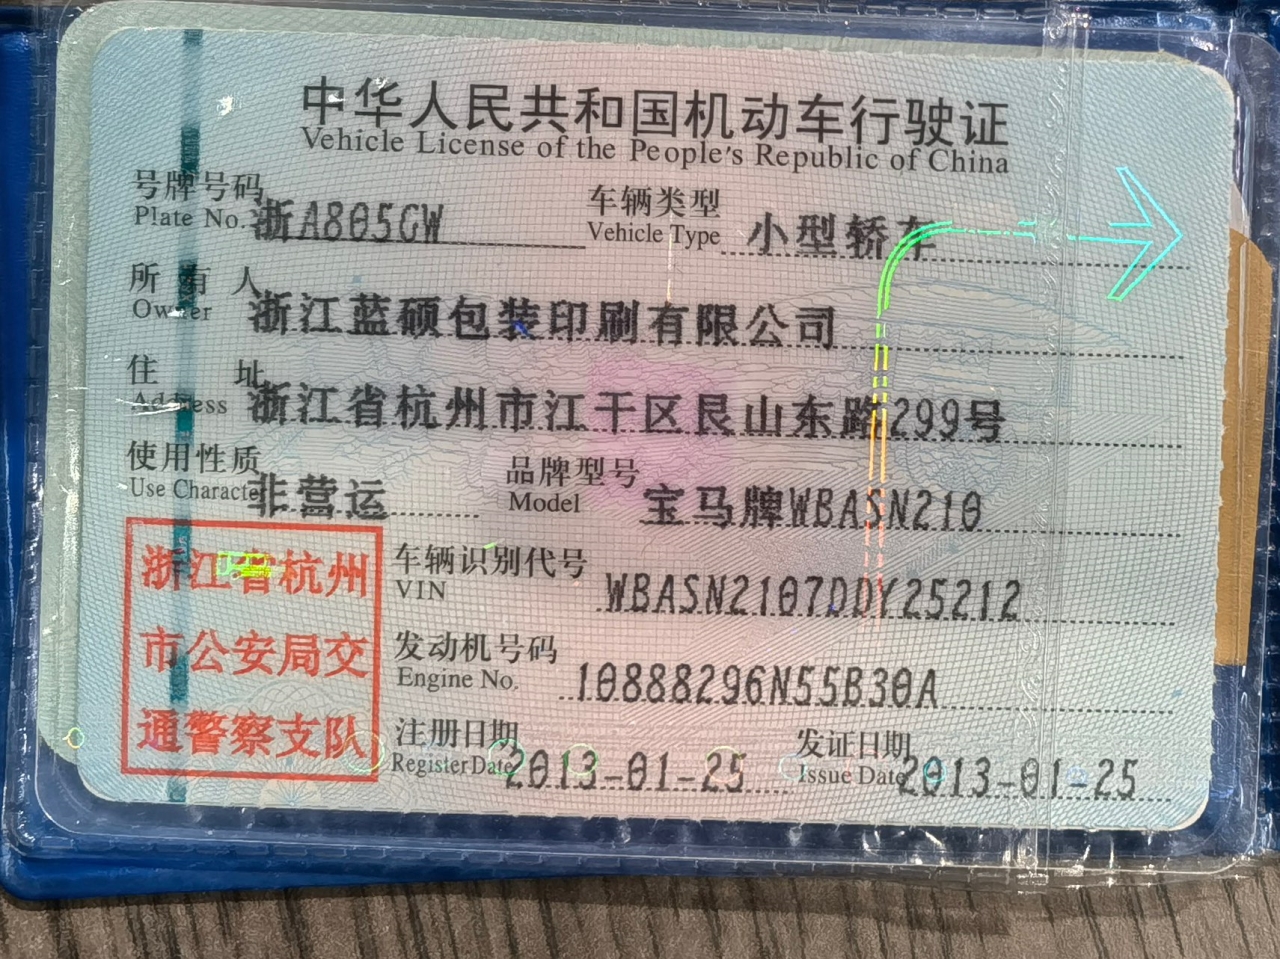 中华人民共和国机动车行驶证
Vehicle License of the People's Republic of China
号牌号码 浙A805GW 车辆类型 小型轿车
Plate No. Vehicle Type
所有人 浙江蓝硕包装印刷有限公司
Owner
住址 浙江省杭州市江干区艮山东路299号
Address
使用性质 非营运 品牌型号 宝马牌WBASN210
Use Character Model
浙江省杭州
市公安局交
通警察支队
车辆识别代号 WBASN2107DDY25212
VIN
发动机号码 10888296N55B30A
Engine No.
注册日期 2013-01-25 发证日期 2013-01-25
Register Date Issue Date